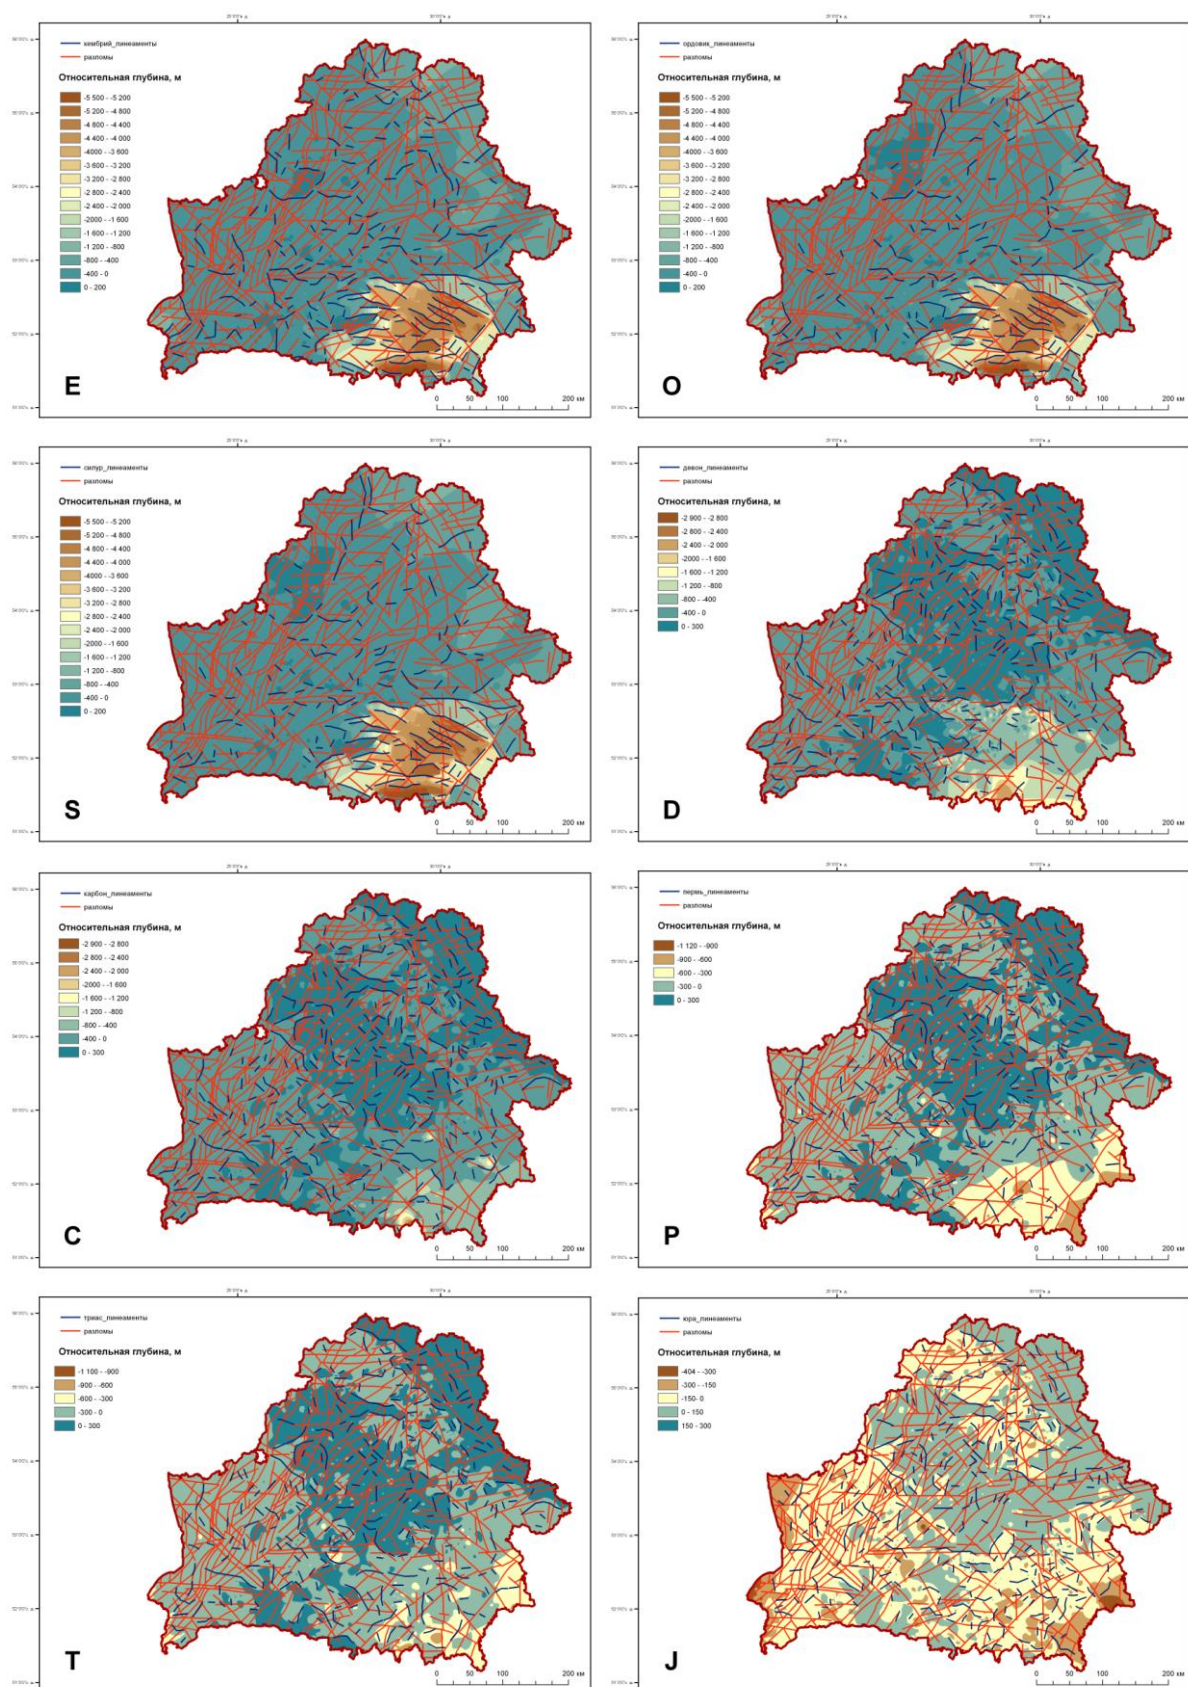 кембрий_линеаменты
разломы
Относительная глубина, м
-5 500 - -5 200
-5 200 - -4 800
-4 800 - -4 400
-4 400 - -4 000
-4000 - -3 600
-3 600 - -3 200
-3 200 - -2 800
-2 800 - -2 400
-2 400 - -2 000
-2000 - -1 600
-1 600 - -1 200
-1 200 - -800
-800 - -400
-400 - 0
0 - 200
E
0 50 100 200 км
ордовик_линеаменты
разломы
Относительная глубина, м
-5 500 - -5 200
-5 200 - -4 800
-4 800 - -4 400
-4 400 - -4 000
-4000 - -3 600
-3 600 - -3 200
-3 200 - -2 800
-2 800 - -2 400
-2 400 - -2 000
-2000 - -1 600
-1 600 - -1 200
-1 200 - -800
-800 - -400
-400 - 0
0 - 200
O
0 50 100 200 км
силур_линеаменты
разломы
Относительная глубина, м
-5 500 - -5 200
-5 200 - -4 800
-4 800 - -4 400
-4 400 - -4 000
-4000 - -3 600
-3 600 - -3 200
-3 200 - -2 800
-2 800 - -2 400
-2 400 - -2 000
-2000 - -1 600
-1 600 - -1 200
-1 200 - -800
-800 - -400
-400 - 0
0 - 200
S
0 50 100 200 км
девон_линеаменты
разломы
Относительная глубина, м
-2 900 - -2 800
-2 800 - -2 400
-2 400 - -2 000
-2000 - -1 600
-1 600 - -1 200
-1 200 - -800
-800 - -400
-400 - 0
0 - 300
D
0 50 100 200 км
карбон_линеаменты
разломы
Относительная глубина, м
-2 900 - -2 800
-2 800 - -2 400
-2 400 - -2 000
-2000 - -1 600
-1 600 - -1 200
-1 200 - -800
-800 - -400
-400 - 0
0 - 300
C
0 50 100 200 км
пермь_линеаменты
разломы
Относительная глубина, м
-1 120 - -900
-900 - -600
-600 - -300
-300 - 0
0 - 300
P
0 50 100 200 км
триас_линеаменты
разломы
Относительная глубина, м
-1 100 - -900
-900 - -600
-600 - -300
-300 - 0
0 - 300
T
0 50 100 200 км
юра_линеаменты
разломы
Относительная глубина, м
-404 - -300
-300 - -150
-150- 0
0 - 150
150 - 300
J
0 50 100 200 км